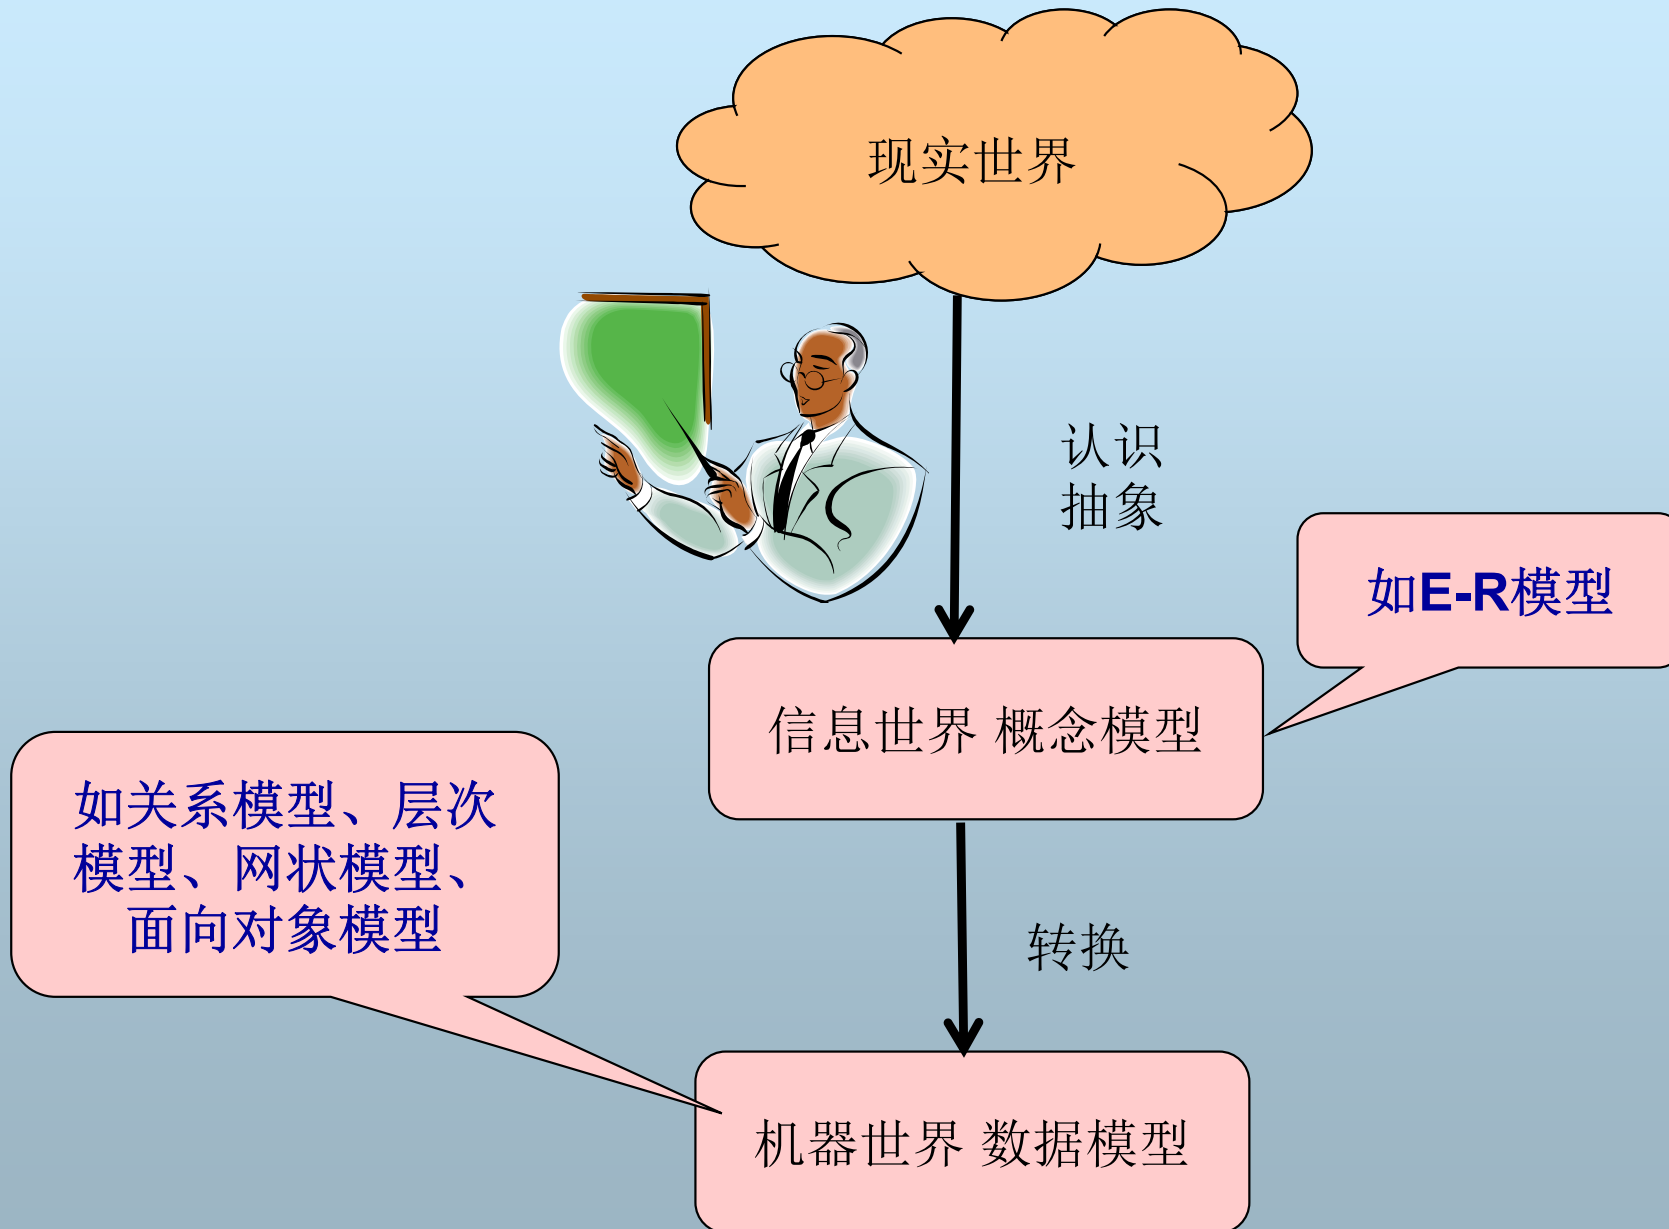 现实世界
认识
抽象
如E-R模型
信息世界 概念模型
如关系模型、层次
模型、网状模型、
面向对象模型
转换
机器世界 数据模型